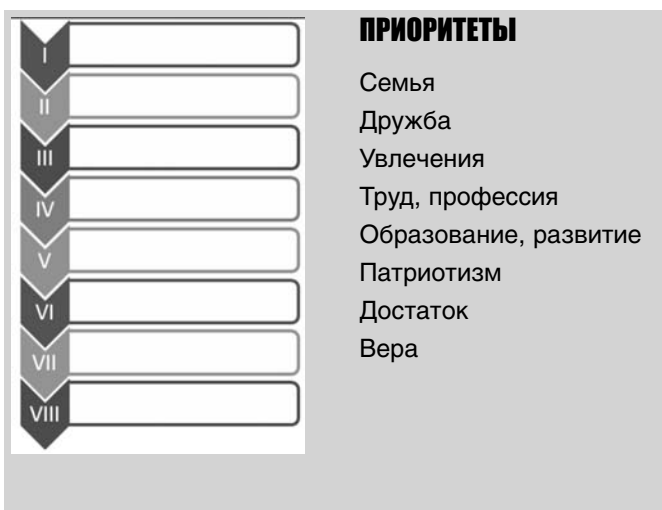 I
II
III
IV
V
VI
VII
VIII
ПРИОРИТЕТЫ
Семья
Дружба
Увлечения
Труд, профессия
Образование, развитие
Патриотизм
Достаток
Вера